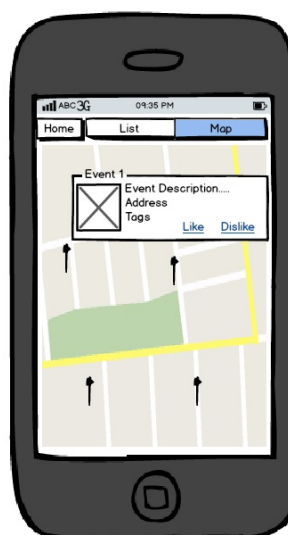 ABC 3G 09:35 PM
Home List Map
Event 1
Event Description.....
Address
Tags
Like Dislike